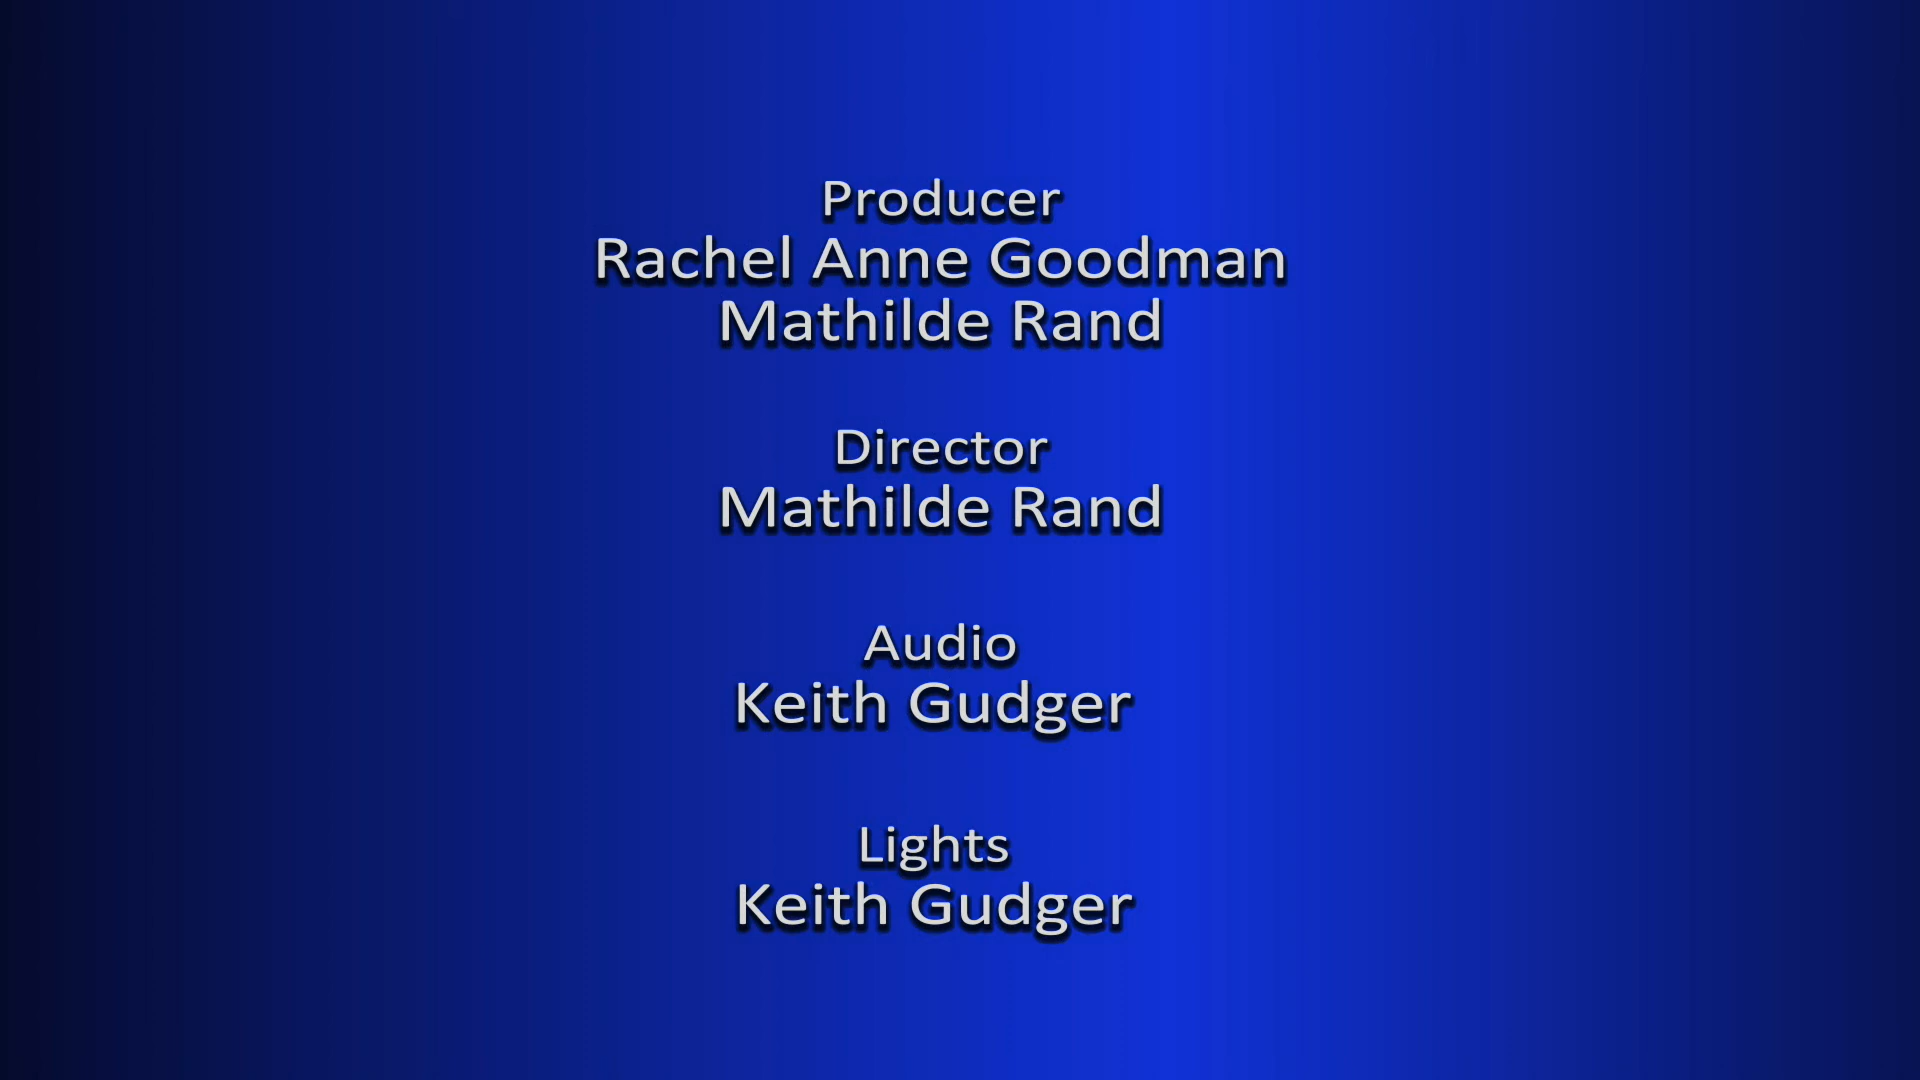 Producer
Rachel Anne Goodman
Mathilde Rand
Director
Mathilde Rand
Audio
Keith Gudger
Lights
Keith Gudger